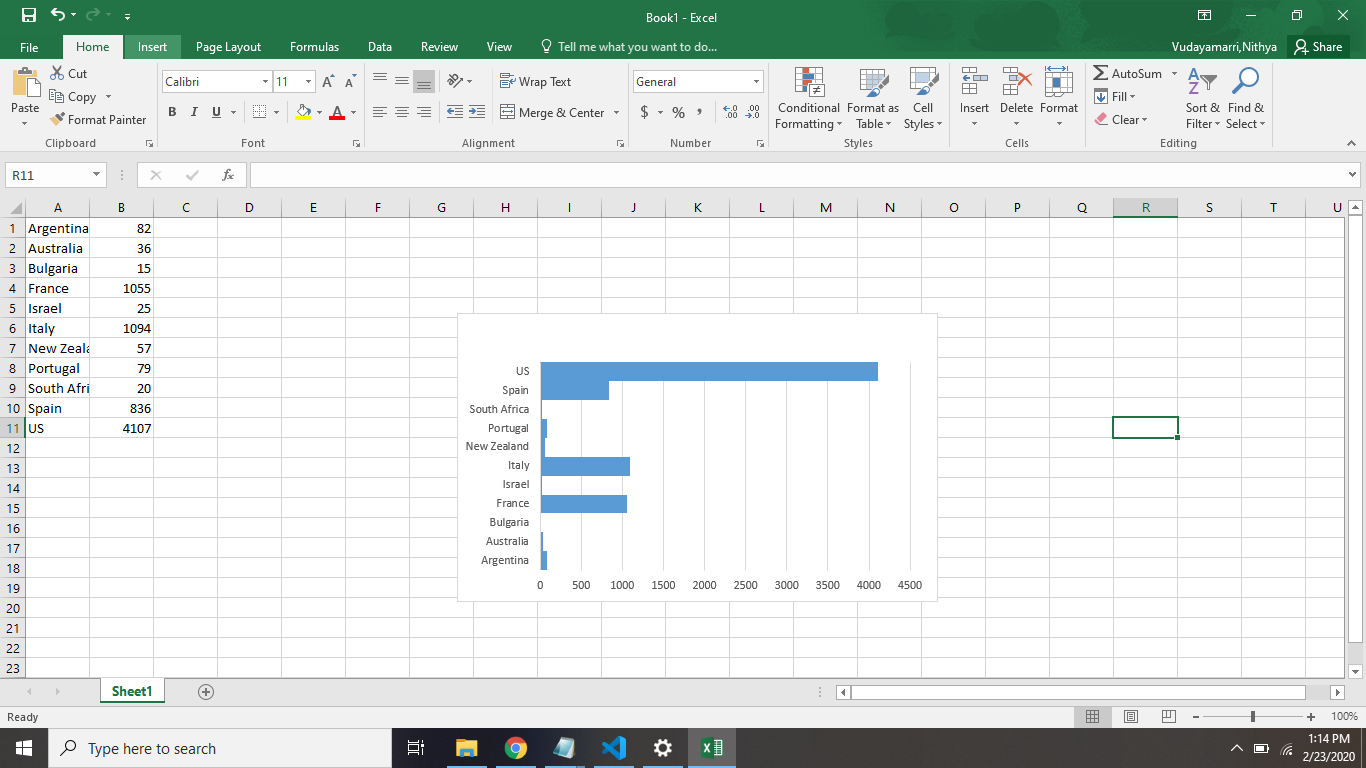 Book1 - Excel
File Home Insert Page Layout Formulas Data Review View Tell me what you want to do... Vudayamarri,Nithya Share
Paste Cut Copy Format Painter Clipboard
Calibri 11 A A B I U A Font
Wrap Text Merge & Center Alignment
General $ % , .0 .00 .00 .0 Number
Conditional Formatting Format as Table Cell Styles Styles
Insert Delete Format Cells
AutoSum Fill Clear Sort & Filter Find & Select Editing
R11 fx
A B C D E F G H I J K L M N O P Q R S T U
1 Argentina 82
2 Australia 36
3 Bulgaria 15
4 France 1055
5 Israel 25
6 Italy 1094
7 New Zeala 57
8 Portugal 79
9 South Afri 20
10 Spain 836
11 US 4107
12
13
14
15
16
17
18
19
20
21
22
23
US
Spain
South Africa
Portugal
New Zealand
Italy
Israel
France
Bulgaria
Australia
Argentina
0 500 1000 1500 2000 2500 3000 3500 4000 4500
Sheet1
Ready 100%
Type here to search 1:14 PM
2/23/2020